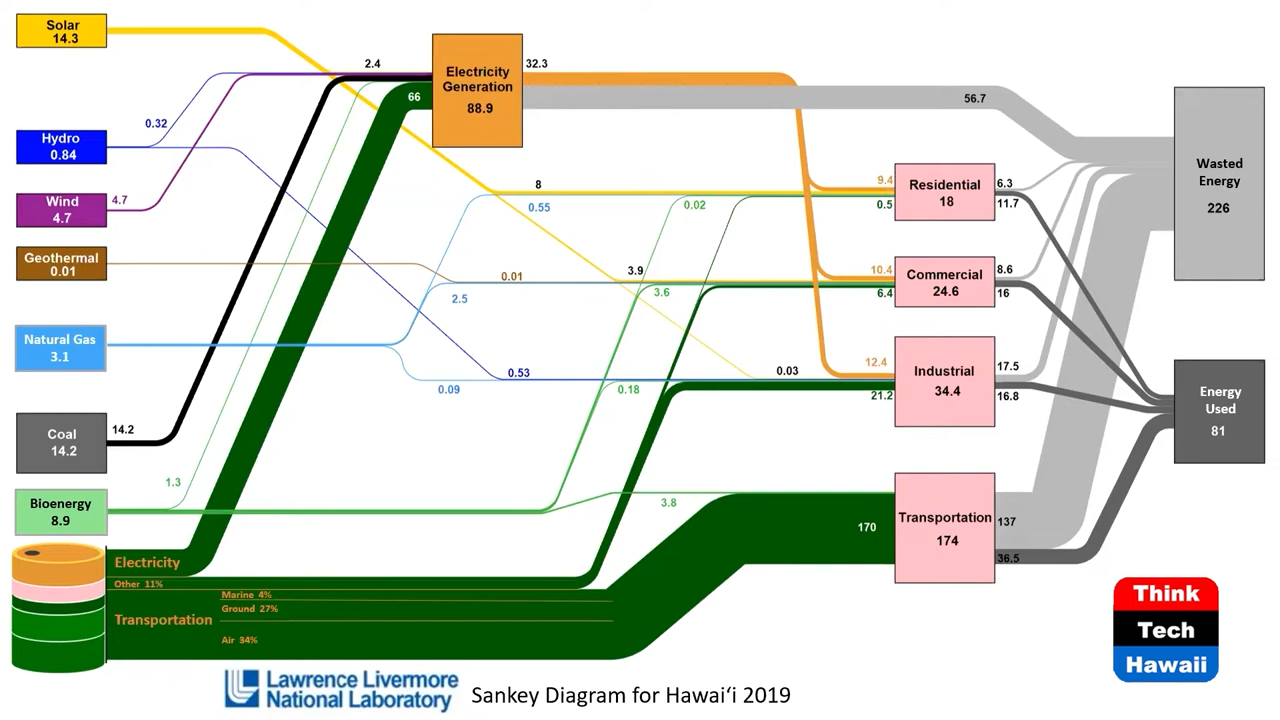 Solar
14.3
Hydro
0.84
Wind
4.7
Geothermal
0.01
Natural Gas
3.1
Coal
14.2
Bioenergy
8.9
0.32
4.7
14.2
1.3
2.4
66
Electricity
Generation
88.9
32.3
56.7
8
0.55
0.02
0.01
2.5
3.9
3.6
0.53
0.09
0.18
0.03
3.8
170
9.4
0.5
Residential
18
6.3
11.7
10.4
6.4
Commercial
24.6
8.6
16
12.4
21.2
Industrial
34.4
17.5
16.8
Transportation
174
137
36.5
Wasted
Energy
226
Energy
Used
81
Electricity
Other 11%
Transportation
Marine 4%
Ground 27%
Air 34%
Lawrence Livermore
National Laboratory
Sankey Diagram for Hawaiʻi 2019
Think
Tech
Hawaii